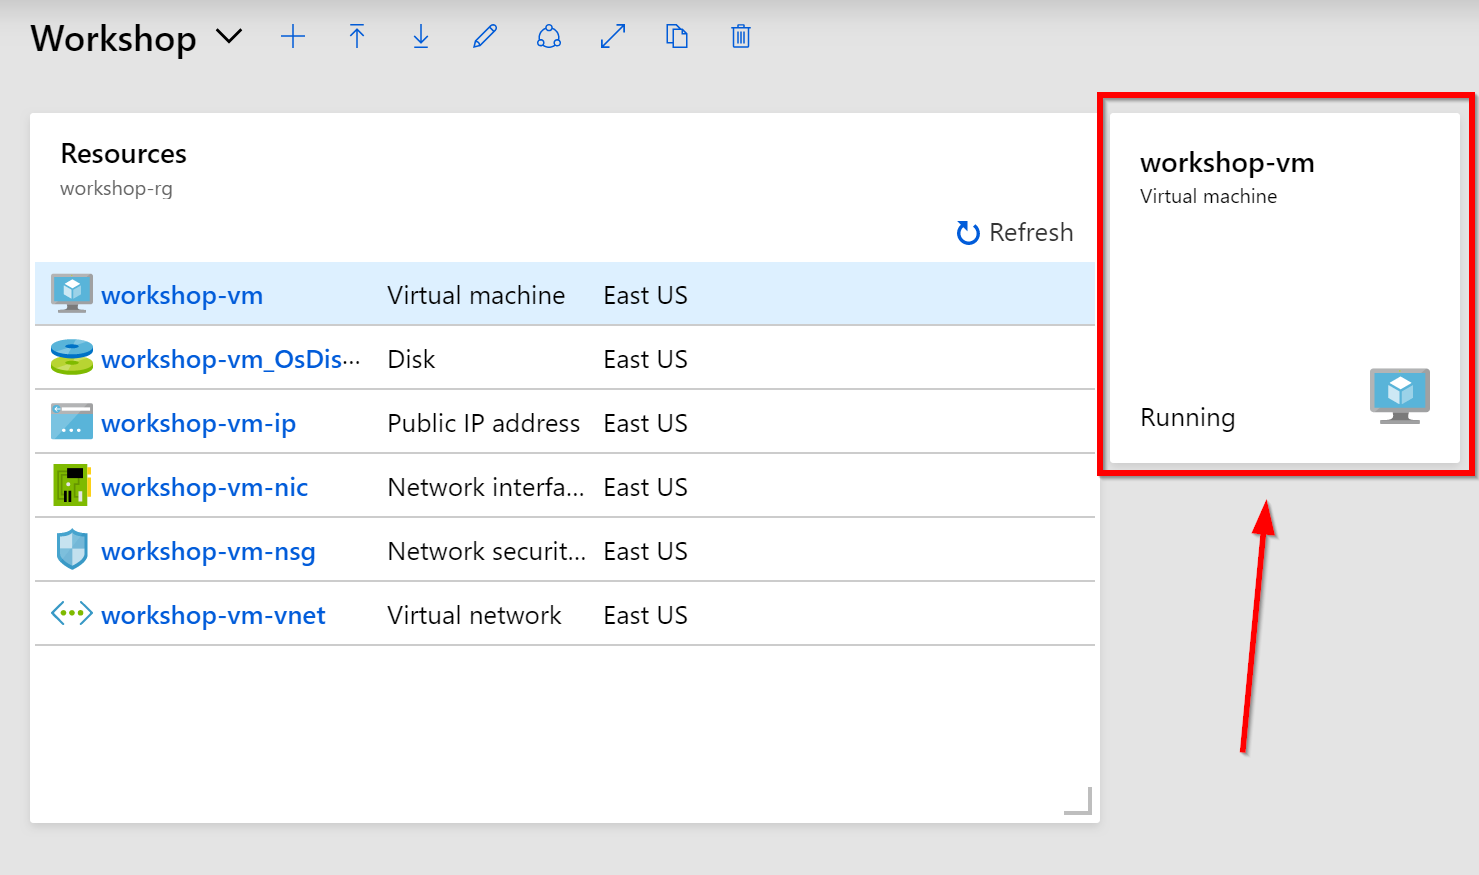 Workshop
Resources
workshop-rg
Refresh
workshop-vm Virtual machine East US
workshop-vm_OsDis··· Disk East US
workshop-vm-ip Public IP address East US
workshop-vm-nic Network interfa... East US
workshop-vm-nsg Network securit... East US
workshop-vm-vnet Virtual network East US
workshop-vm
Virtual machine
Running